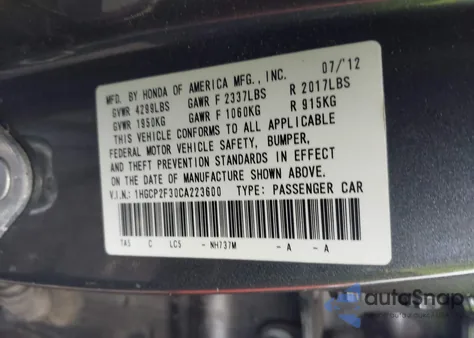 MFD. BY HONDA OF AMERICA MFG., INC. 07/'12
GVWR 4299LBS GAWR F 2337LBS R 2017LBS
GVWR 1950KG GAWR F 1060KG R 915KG
THIS VEHICLE CONFORMS TO ALL APPLICABLE
FEDERAL MOTOR VEHICLE SAFETY, BUMPER,
AND THEFT PREVENTION STANDARDS IN EFFECT
ON THE DATE OF MANUFACTURE SHOWN ABOVE.
V.I.N.: 1HGCP2F30CA223600 TYPE: PASSENGER CAR
TA5 C LC5 - NH737M - A - A
autoSnap